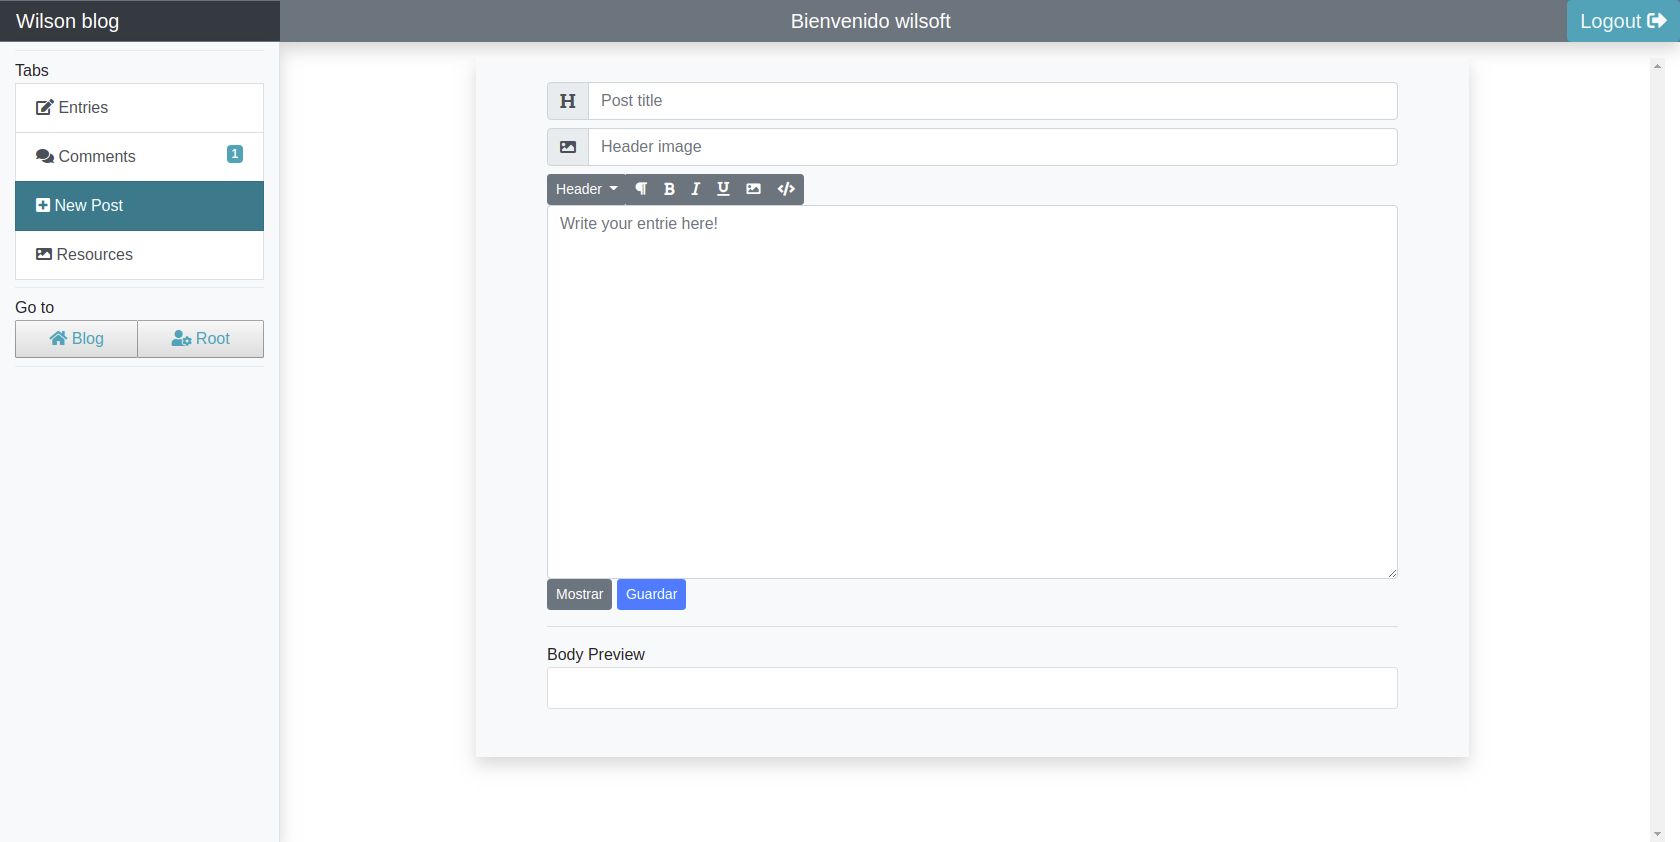 Wilson blog
Bienvenido wilsoft
Logout
Tabs
Entries
Comments 1
New Post
Resources
Go to
Blog Root
H Post title
Header image
Header ¶ B I U </>
Write your entrie here!
Mostrar Guardar
Body Preview